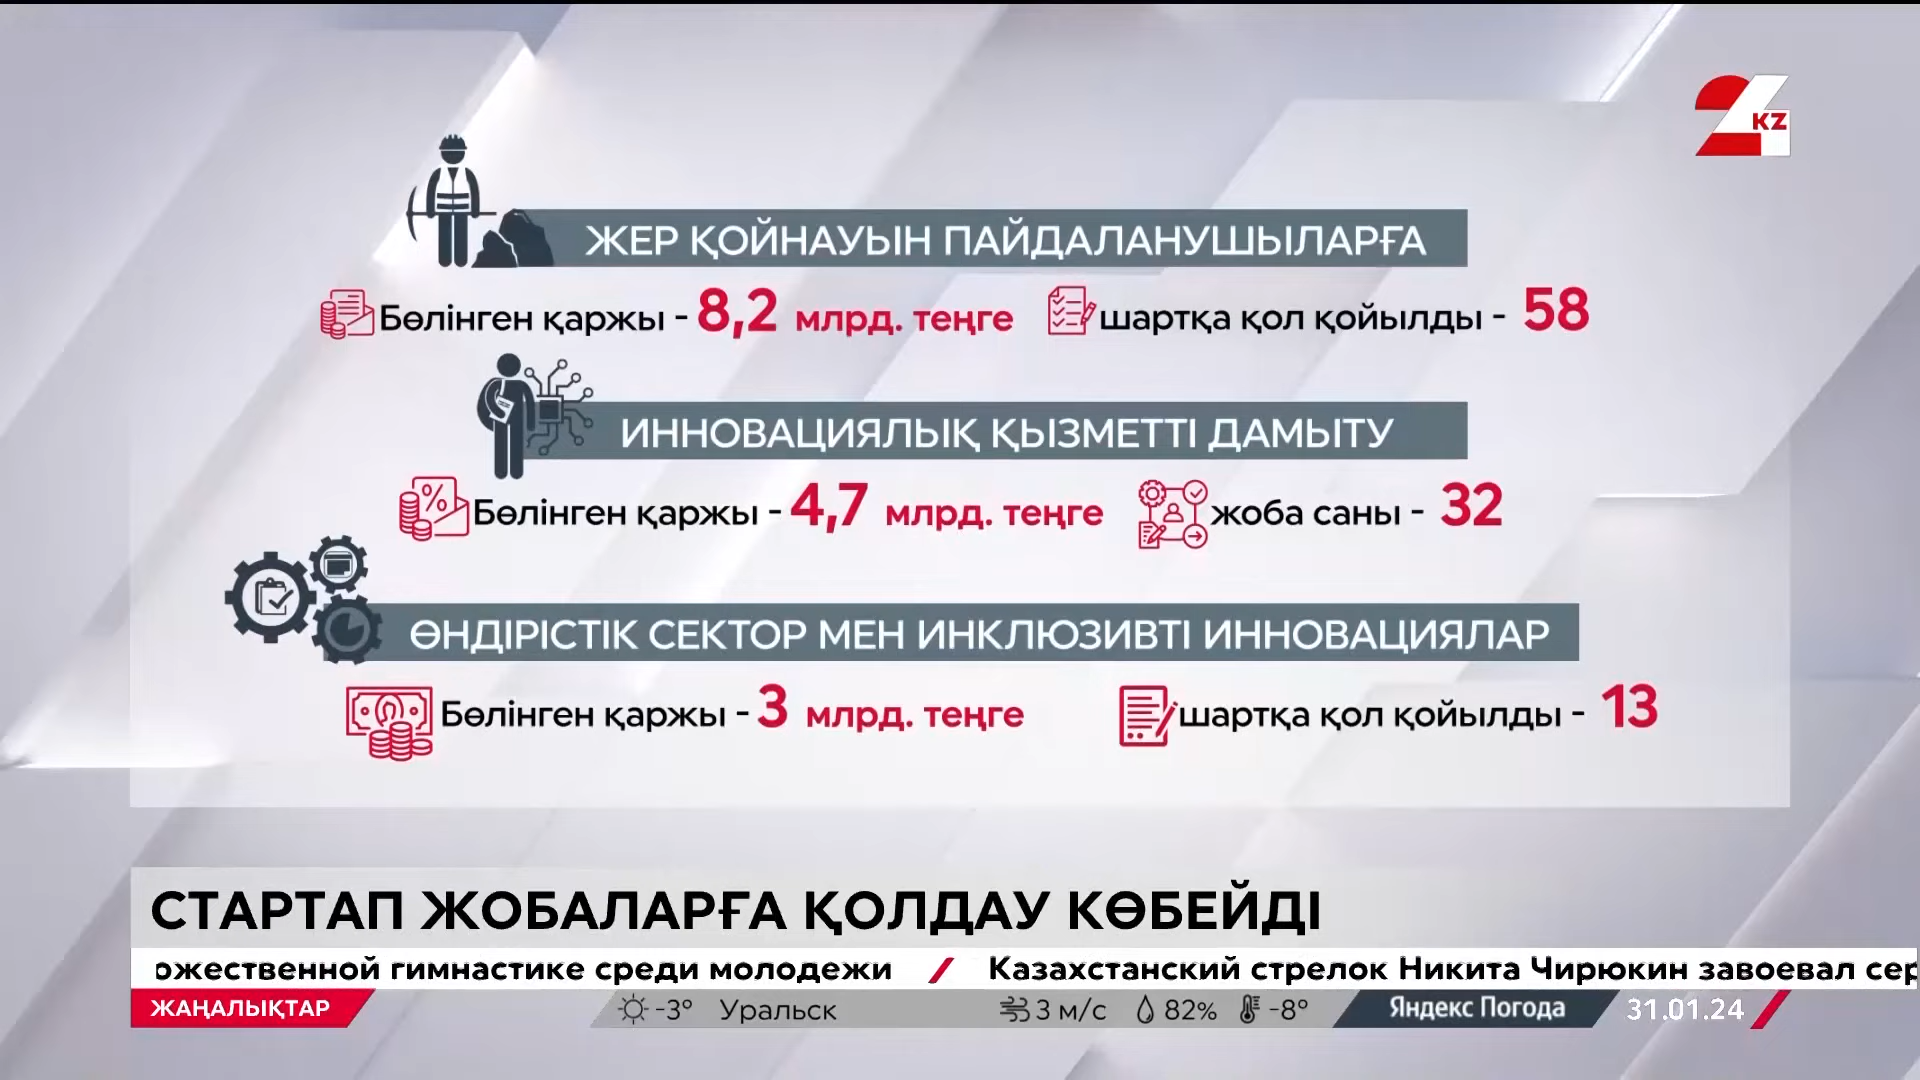 24 KZ
ЖЕР ҚОЙНАУЫН ПАЙДАЛАНУШЫЛАРҒА
Бөлінген қаржы - 8,2 млрд. теңге шартқа қол қойылды - 58
ИННОВАЦИЯЛЫҚ ҚЫЗМЕТТІ ДАМЫТУ
Бөлінген қаржы - 4,7 млрд. теңге жоба саны - 32
ӨНДІРІСТІК СЕКТОР МЕН ИНКЛЮЗИВТІ ИННОВАЦИЯЛАР
Бөлінген қаржы - 3 млрд. теңге шартқа қол қойылды - 13
СТАРТАП ЖОБАЛАРҒА ҚОЛДАУ КӨБЕЙДІ
ожественной гимнастике среди молодежи / Казахстанский стрелок Никита Чирюкин завоевал сер
ЖАҢАЛЫҚТАР -3° Уральск 3 м/с 82% -8° Яндекс Погода 31.01.24